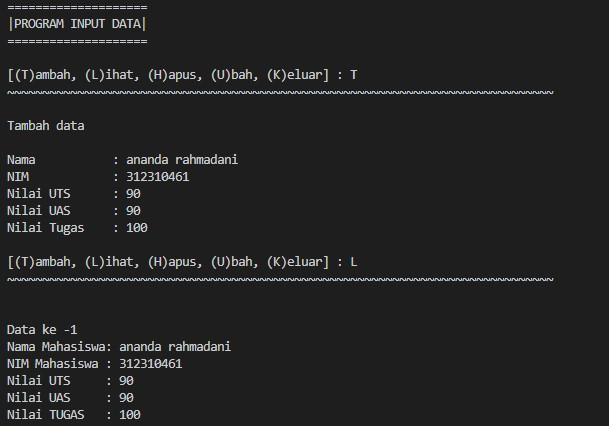 ====================
|PROGRAM INPUT DATA|
====================
[(T)ambah, (L)ihat, (H)apus, (U)bah, (K)eluar] : T
~~~~~~~~~~~~~~~~~~~~~~~~~~~~~~~~~~~~~~~~~~~~~~~~~~~~~~~~~~~~~~~~~~~~~~~~~~~~~~
Tambah data
Nama           : ananda rahmadani
NIM            : 312310461
Nilai UTS      : 90
Nilai UAS      : 90
Nilai Tugas    : 100
[(T)ambah, (L)ihat, (H)apus, (U)bah, (K)eluar] : L
~~~~~~~~~~~~~~~~~~~~~~~~~~~~~~~~~~~~~~~~~~~~~~~~~~~~~~~~~~~~~~~~~~~~~~~~~~~~~~
Data ke -1
Nama Mahasiswa: ananda rahmadani
NIM Mahasiswa : 312310461
Nilai UTS     : 90
Nilai UAS     : 90
Nilai TUGAS   : 100